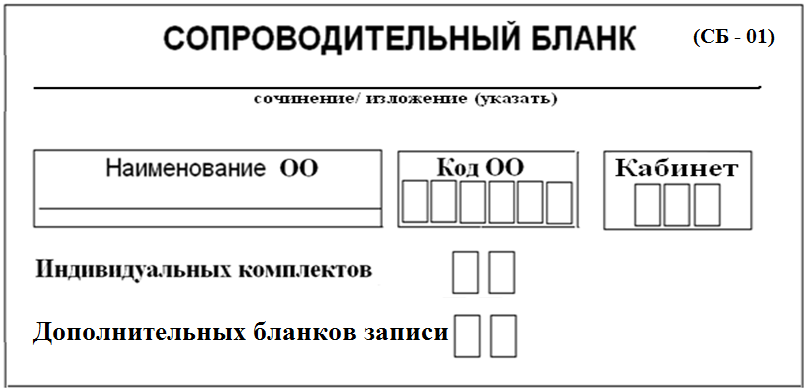 СОПРОВОДИТЕЛЬНЫЙ БЛАНК (СБ - 01)
сочинение/ изложение (указать)
Наименование ОО Код ОО Кабинет
Индивидуальных комплектов
Дополнительных бланков записи